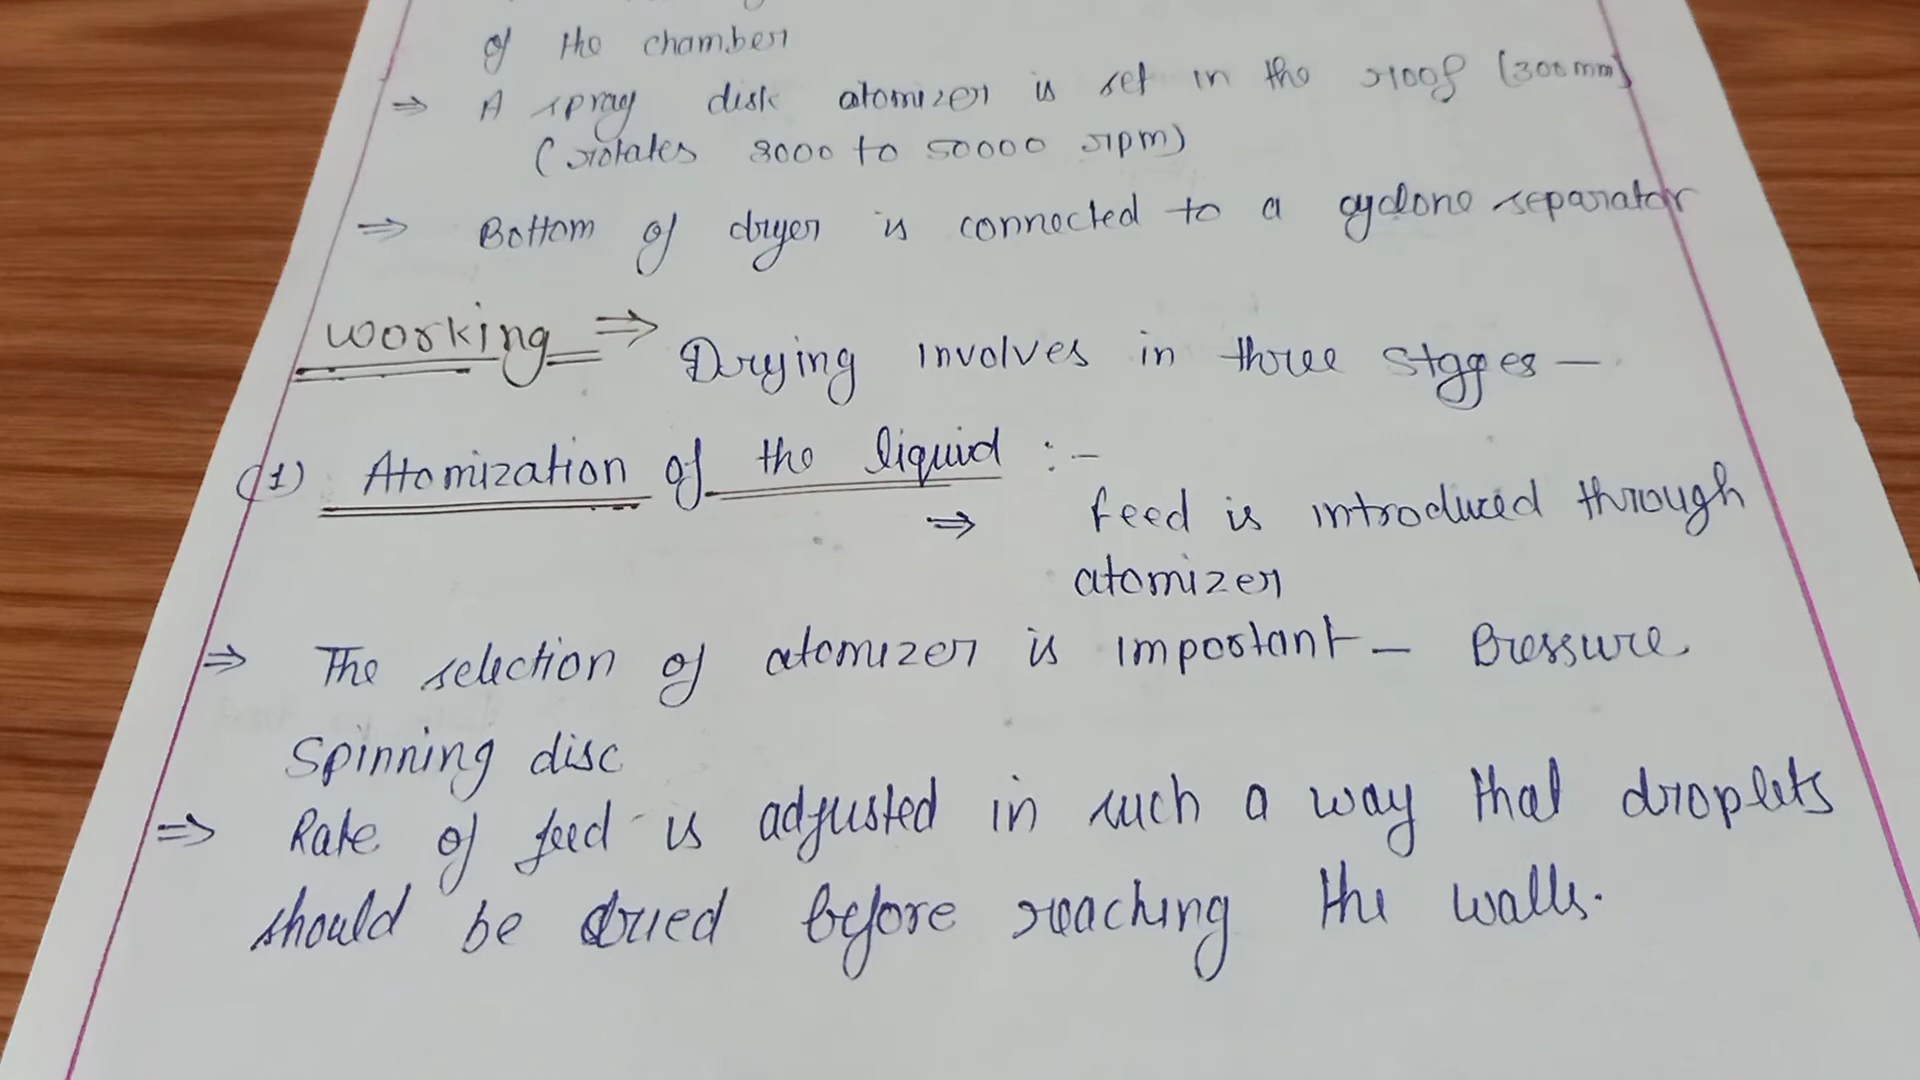 of the chamber
⇒ A spray disk atomizer is set in the roof (300mm)
(rotates 3000 to 50000 rpm)
⇒ Bottom of dryer is connected to a cyclone separator
Working ⇒ Drying involves in three stages —
(1) Atomization of the liquid :-
⇒ feed is introduced through
atomizer
⇒ The selection of atomizer is important - Pressure
Spinning disc
⇒ Rate of feed is adjusted in such a way that droplets
should be dried before reaching the walls.